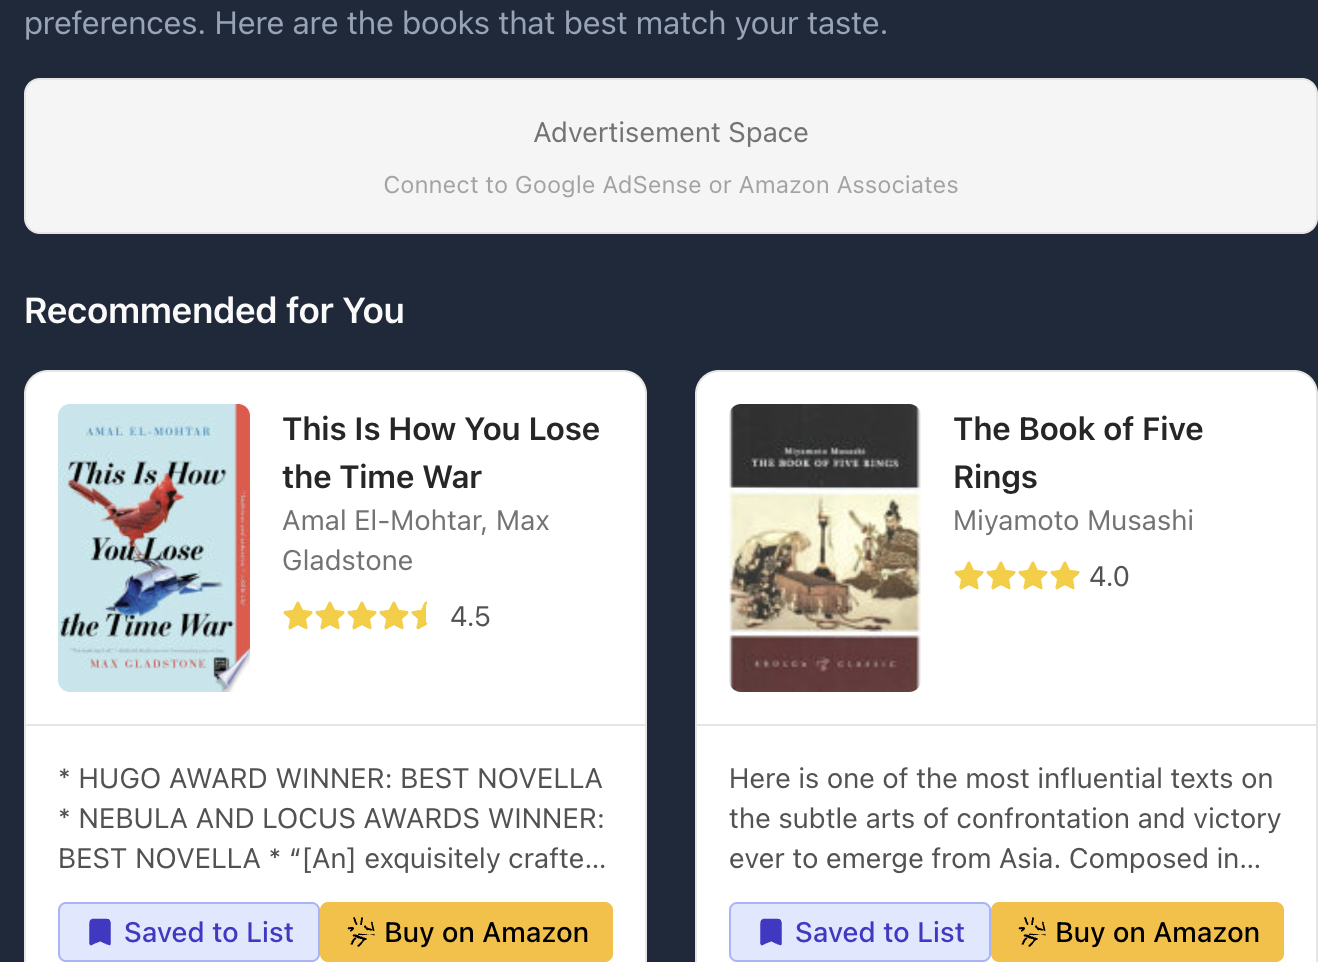 preferences. Here are the books that best match your taste.
Advertisement Space
Connect to Google AdSense or Amazon Associates
Recommended for You
AMAL EL-MOHTAR
This Is How
You Lose
the Time War
MAX GLADSTONE
This Is How You Lose
the Time War
Amal El-Mohtar, Max
Gladstone
4.5
* HUGO AWARD WINNER: BEST NOVELLA
* NEBULA AND LOCUS AWARDS WINNER:
BEST NOVELLA * “[An] exquisitely crafte...
Saved to List
Buy on Amazon
Miyamoto Musashi
THE BOOK OF FIVE RINGS
The Book of Five
Rings
Miyamoto Musashi
4.0
Here is one of the most influential texts on
the subtle arts of confrontation and victory
ever to emerge from Asia. Composed in...
Saved to List
Buy on Amazon